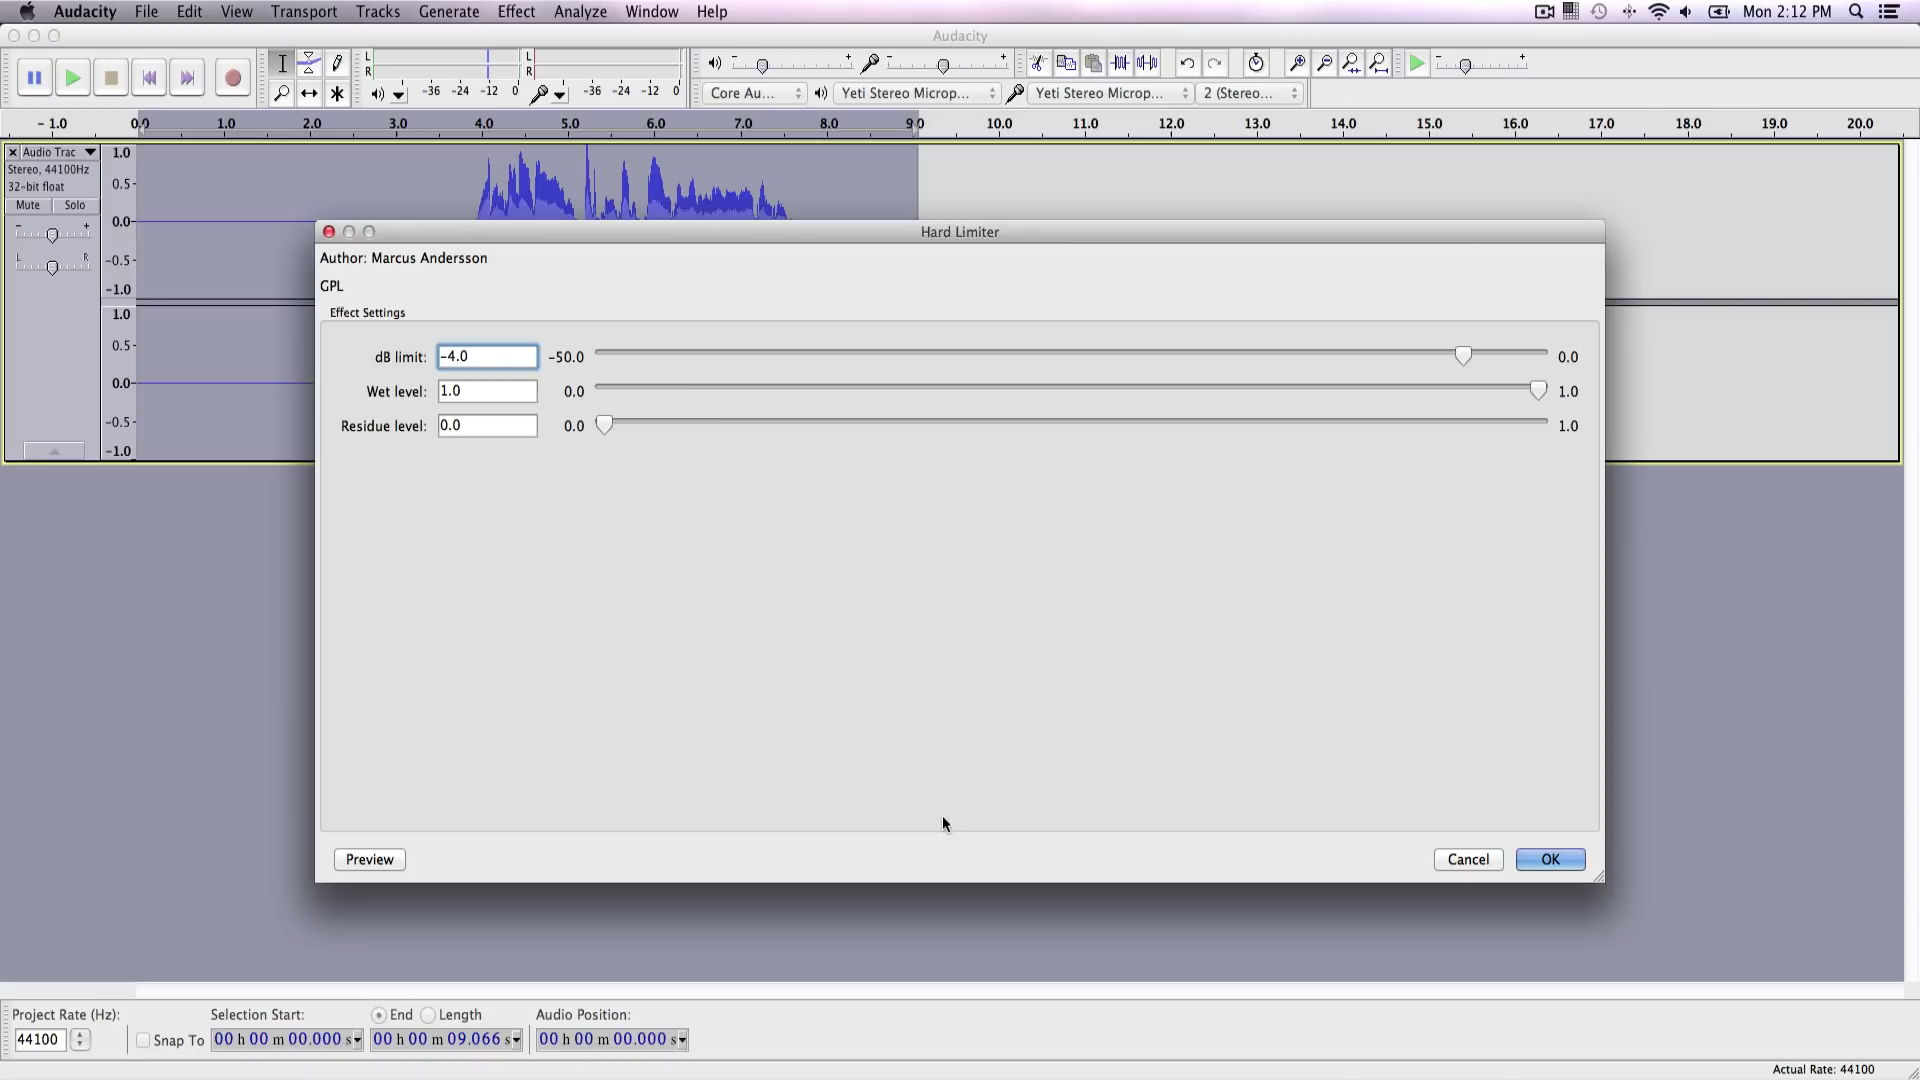 Audacity File Edit View Transport Tracks Generate Effect Analyze Window Help Mon 2:12 PM
Audacity
L R L R
-36 -24 -12 0 -36 -24 -12 0
Core Au... Yeti Stereo Microp... Yeti Stereo Microp... 2 (Stereo...
- 1.0 0.0 1.0 2.0 3.0 4.0 5.0 6.0 7.0 8.0 9.0 10.0 11.0 12.0 13.0 14.0 15.0 16.0 17.0 18.0 19.0 20.0
Audio Trac
Stereo, 44100Hz
32-bit float
Mute Solo
- +
L R
1.0
0.5-
0.0-
-0.5-
-1.0
1.0
0.5-
0.0-
-0.5-
-1.0
Hard Limiter
Author: Marcus Andersson
GPL
Effect Settings
dB limit: -4.0 -50.0 0.0
Wet level: 1.0 0.0 1.0
Residue level: 0.0 0.0 1.0
Preview Cancel OK
Project Rate (Hz): Selection Start: End Length Audio Position:
44100 Snap To 00 h 00 m 00.000 s 00 h 00 m 09.066 s 00 h 00 m 00.000 s
Actual Rate: 44100